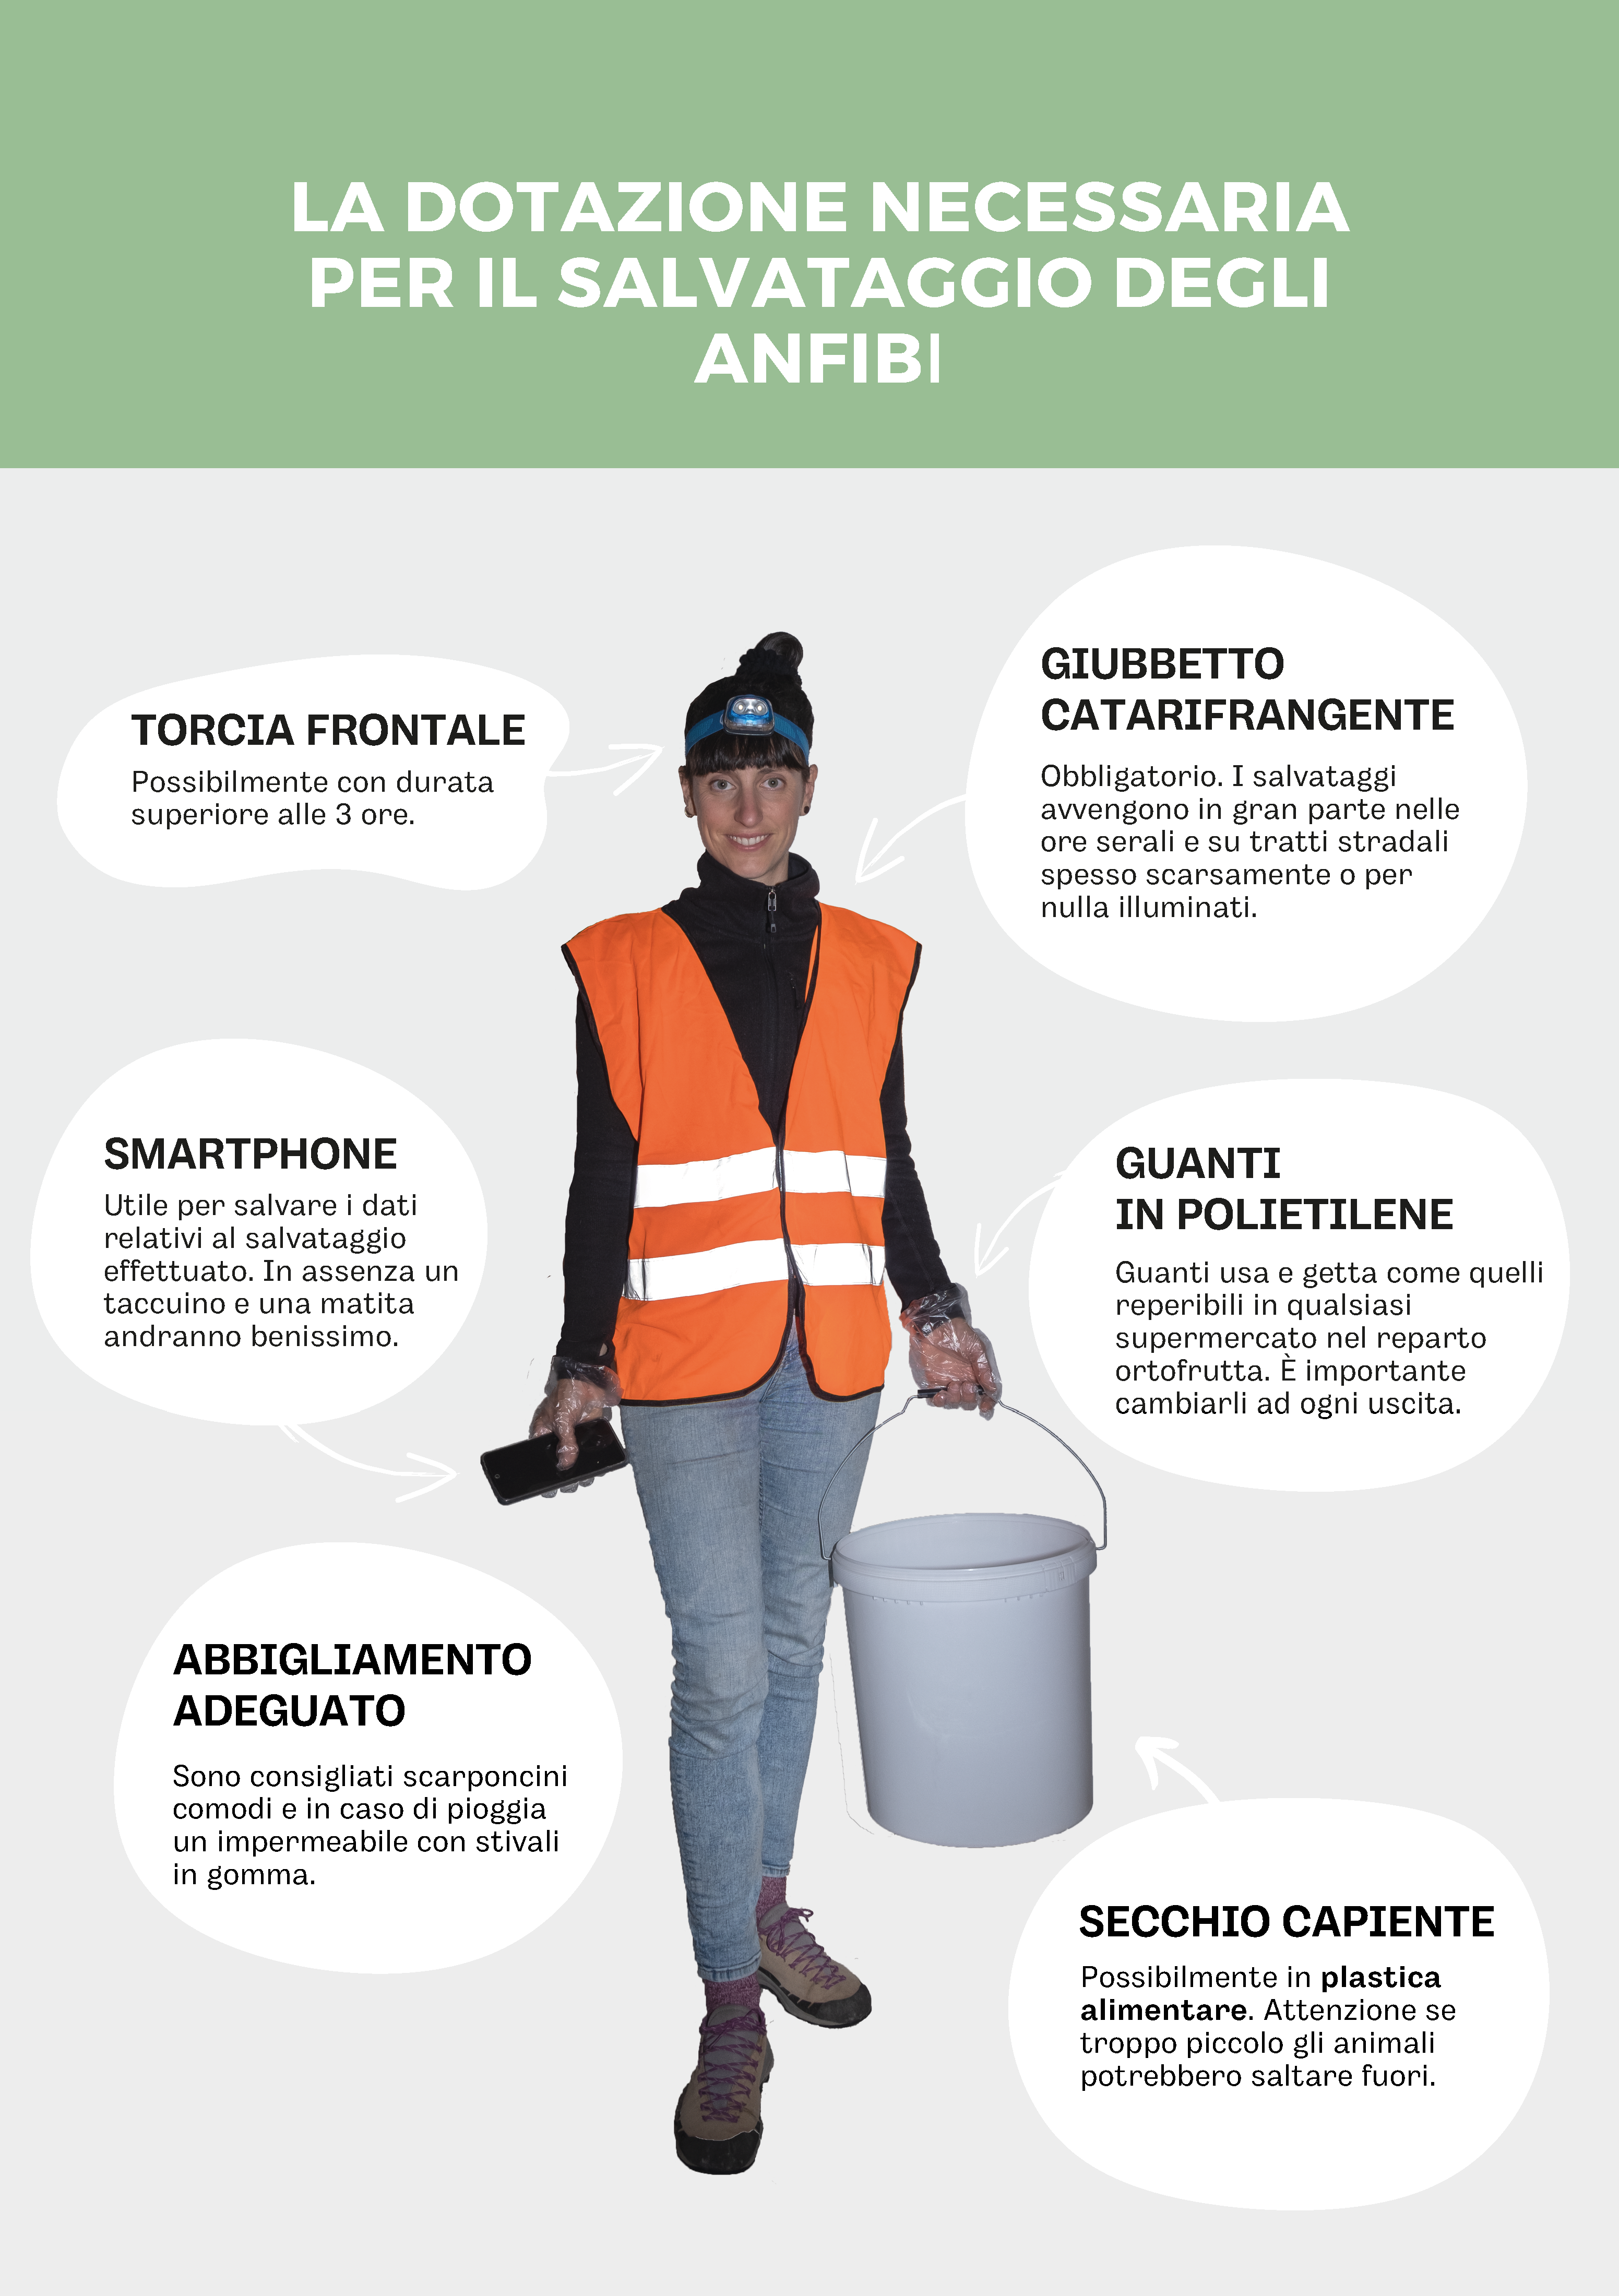 LA DOTAZIONE NECESSARIA
PER IL SALVATAGGIO DEGLI
ANFIBI
TORCIA FRONTALE
Possibilmente con durata
superiore alle 3 ore.
GIUBBETTO
CATARIFRANGENTE
Obbligatorio. I salvataggi
avvengono in gran parte nelle
ore serali e su tratti stradali
spesso scarsamente o per
nulla illuminati.
SMARTPHONE
Utile per salvare i dati
relativi al salvataggio
effettuato. In assenza un
taccuino e una matita
andranno benissimo.
GUANTI
IN POLIETILENE
Guanti usa e getta come quelli
reperibili in qualsiasi
supermercato nel reparto
ortofrutta. È importante
cambiarli ad ogni uscita.
ABBIGLIAMENTO
ADEGUATO
Sono consigliati scarponcini
comodi e in caso di pioggia
un impermeabile con stivali
in gomma.
SECCHIO CAPIENTE
Possibilmente in plastica
alimentare. Attenzione se
troppo piccolo gli animali
potrebbero saltare fuori.